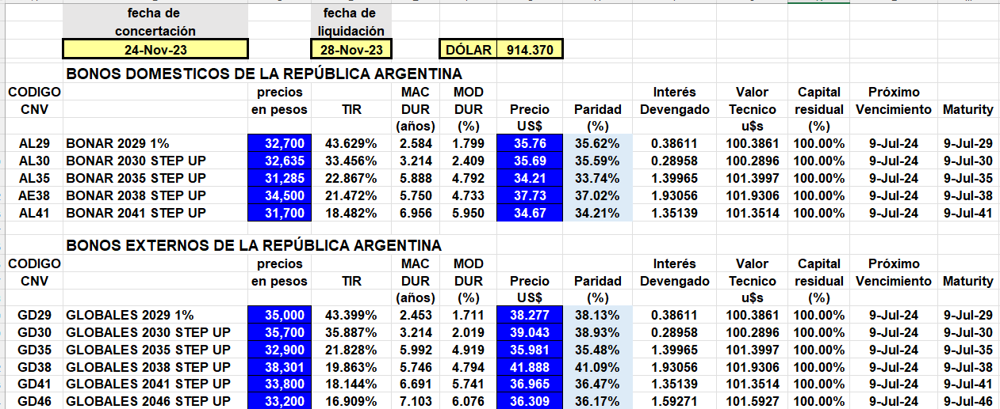 fecha de fecha de
concertación liquidación
24-Nov-23 28-Nov-23 DÓLAR 914.370
BONOS DOMESTICOS DE LA REPÚBLICA ARGENTINA
CODIGO precios MAC MOD Interés Valor Capital Próximo
CNV en pesos TIR DUR DUR Precio Paridad Devengado Tecnico residual Vencimiento Maturity
(años) (%) US$ (%) u$s (%)
AL29 BONAR 2029 1% 32,700 43.629% 2.584 1.799 35.76 35.62% 0.38611 100.3861 100.00% 9-Jul-24 9-Jul-29
AL30 BONAR 2030 STEP UP 32,635 33.456% 3.214 2.409 35.69 35.59% 0.28958 100.2896 100.00% 9-Jul-24 9-Jul-30
AL35 BONAR 2035 STEP UP 31,285 22.867% 5.888 4.792 34.21 33.74% 1.39965 101.3997 100.00% 9-Jul-24 9-Jul-35
AE38 BONAR 2038 STEP UP 34,500 21.472% 5.750 4.733 37.73 37.02% 1.93056 101.9306 100.00% 9-Jul-24 9-Jul-38
AL41 BONAR 2041 STEP UP 31,700 18.482% 6.956 5.950 34.67 34.21% 1.35139 101.3514 100.00% 9-Jul-24 9-Jul-41
BONOS EXTERNOS DE LA REPÚBLICA ARGENTINA
CODIGO precios MAC MOD Interés Valor Capital Próximo
CNV en pesos TIR DUR DUR Precio Paridad Devengado Tecnico residual Vencimiento Maturity
(años) (%) US$ (%) u$s (%)
GD29 GLOBALES 2029 1% 35,000 43.399% 2.453 1.711 38.277 38.13% 0.38611 100.3861 100.00% 9-Jul-24 9-Jul-29
GD30 GLOBALES 2030 STEP UP 35,700 35.887% 3.214 2.019 39.043 38.93% 0.28958 100.2896 100.00% 9-Jul-24 9-Jul-30
GD35 GLOBALES 2035 STEP UP 32,900 21.828% 5.992 4.919 35.981 35.48% 1.39965 101.3997 100.00% 9-Jul-24 9-Jul-35
GD38 GLOBALES 2038 STEP UP 38,301 19.863% 5.746 4.794 41.888 41.09% 1.93056 101.9306 100.00% 9-Jul-24 9-Jul-38
GD41 GLOBALES 2041 STEP UP 33,800 18.144% 6.691 5.741 36.965 36.47% 1.35139 101.3514 100.00% 9-Jul-24 9-Jul-41
GD46 GLOBALES 2046 STEP UP 33,200 16.909% 7.103 6.076 36.309 36.17% 1.59271 101.5927 100.00% 9-Jul-24 9-Jul-46